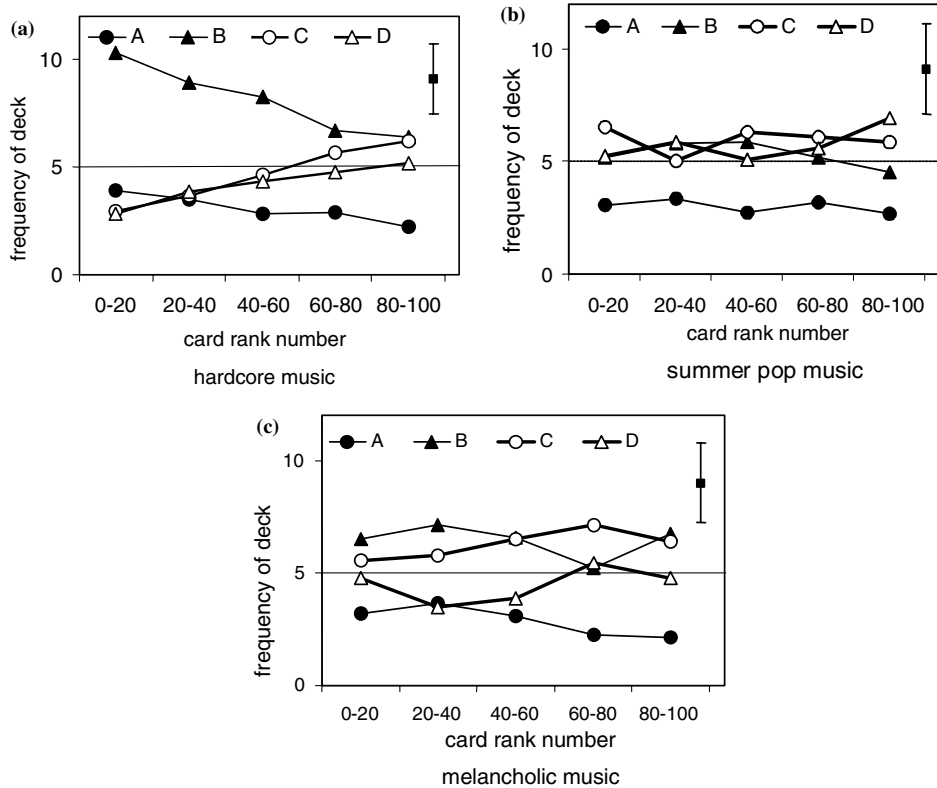 (a)
A B C D
10
5
0
frequency of deck
0-20 20-40 40-60 60-80 80-100
card rank number
hardcore music
(b)
A B C D
10
5
0
frequency of deck
0-20 20-40 40-60 60-80 80-100
card rank number
summer pop music
(c)
A B C D
10
5
0
frequency of deck
0-20 20-40 40-60 60-80 80-100
card rank number
melancholic music